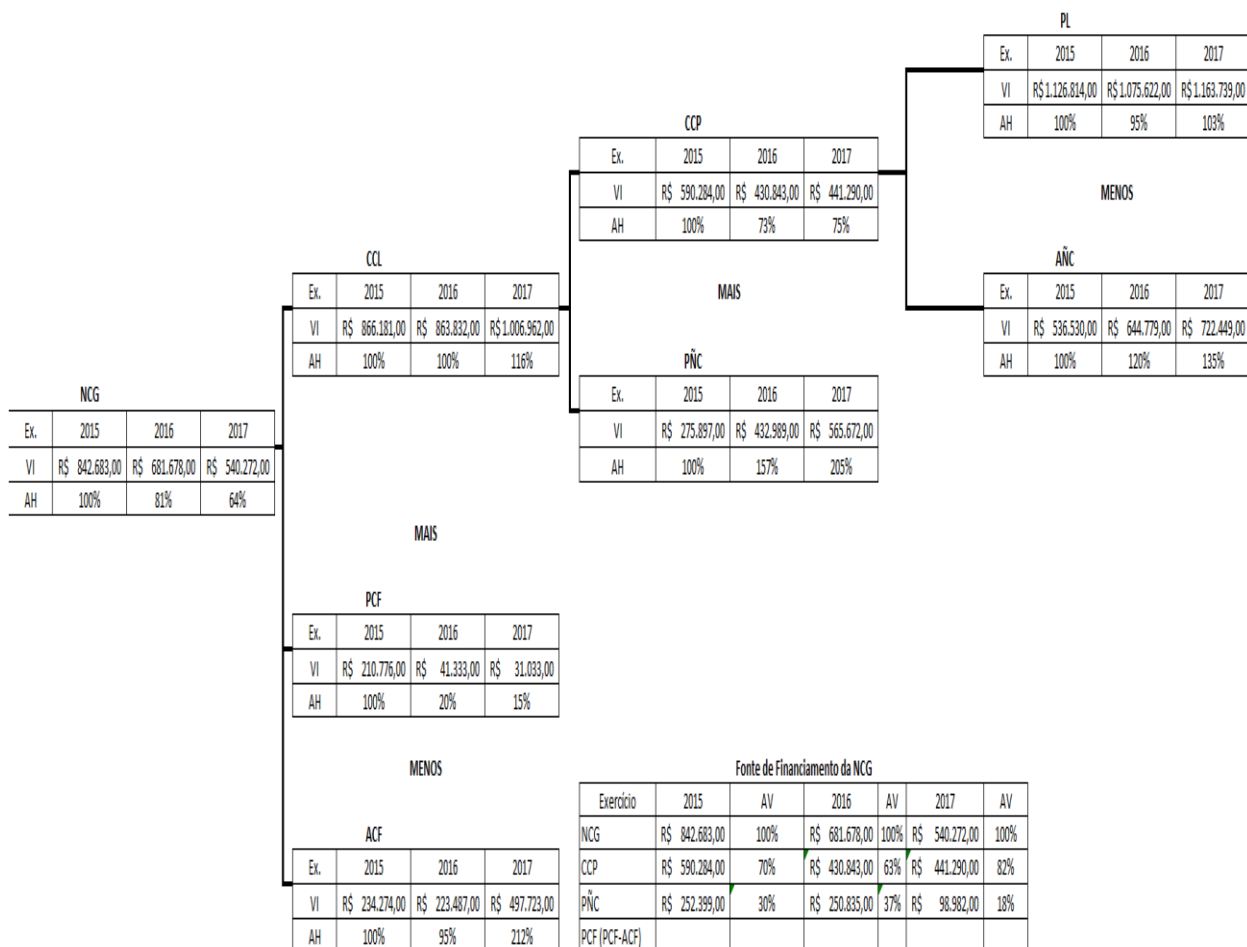 PL
Ex. 2015 2016 2017
VI R$ 1.126.814,00 R$ 1.075.622,00 R$ 1.163.739,00
AH 100% 95% 103%
MENOS
AÑC
Ex. 2015 2016 2017
VI R$ 536.530,00 R$ 644.779,00 R$ 722.449,00
AH 100% 120% 135%
CCP
Ex. 2015 2016 2017
VI R$ 590.284,00 R$ 430.843,00 R$ 441.290,00
AH 100% 73% 75%
MAIS
PÑC
Ex. 2015 2016 2017
VI R$ 275.897,00 R$ 432.989,00 R$ 565.672,00
AH 100% 157% 205%
CCL
Ex. 2015 2016 2017
VI R$ 866.181,00 R$ 863.832,00 R$ 1.006.962,00
AH 100% 100% 116%
NCG
Ex. 2015 2016 2017
VI R$ 842.683,00 R$ 681.678,00 R$ 540.272,00
AH 100% 81% 64%
MAIS
PCF
Ex. 2015 2016 2017
VI R$ 210.776,00 R$ 41.333,00 R$ 31.033,00
AH 100% 20% 15%
MENOS
ACF
Ex. 2015 2016 2017
VI R$ 234.274,00 R$ 223.487,00 R$ 497.723,00
AH 100% 95% 212%
Fonte de Financiamento da NCG
Exercício 2015 AV 2016 AV 2017 AV
NCG R$ 842.683,00 100% R$ 681.678,00 100% R$ 540.272,00 100%
CCP R$ 590.284,00 70% R$ 430.843,00 63% R$ 441.290,00 82%
PÑC R$ 252.399,00 30% R$ 250.835,00 37% R$ 98.982,00 18%
PCF (PCF-ACF)